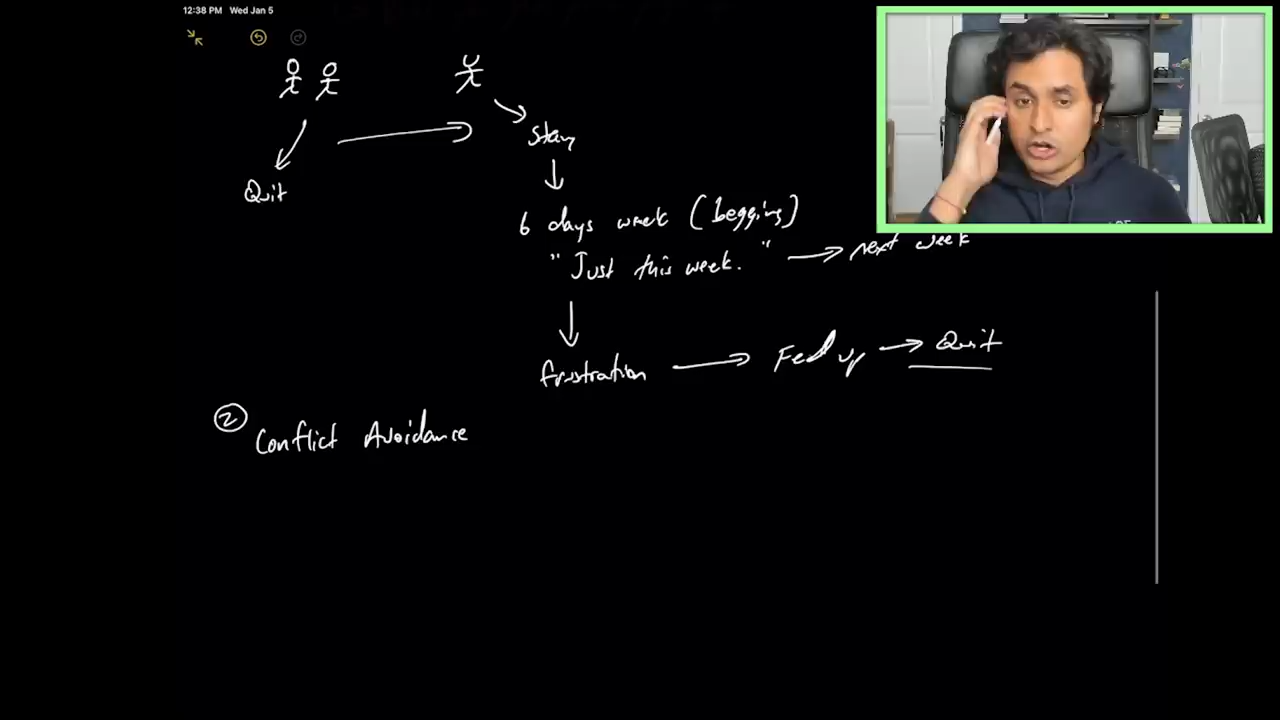 12:38 PM Wed Jan 5
Stay
Quit
6 days week (begging)
"Just this week." → next week
frustration → Fed up → Quit
②
Conflict Avoidance